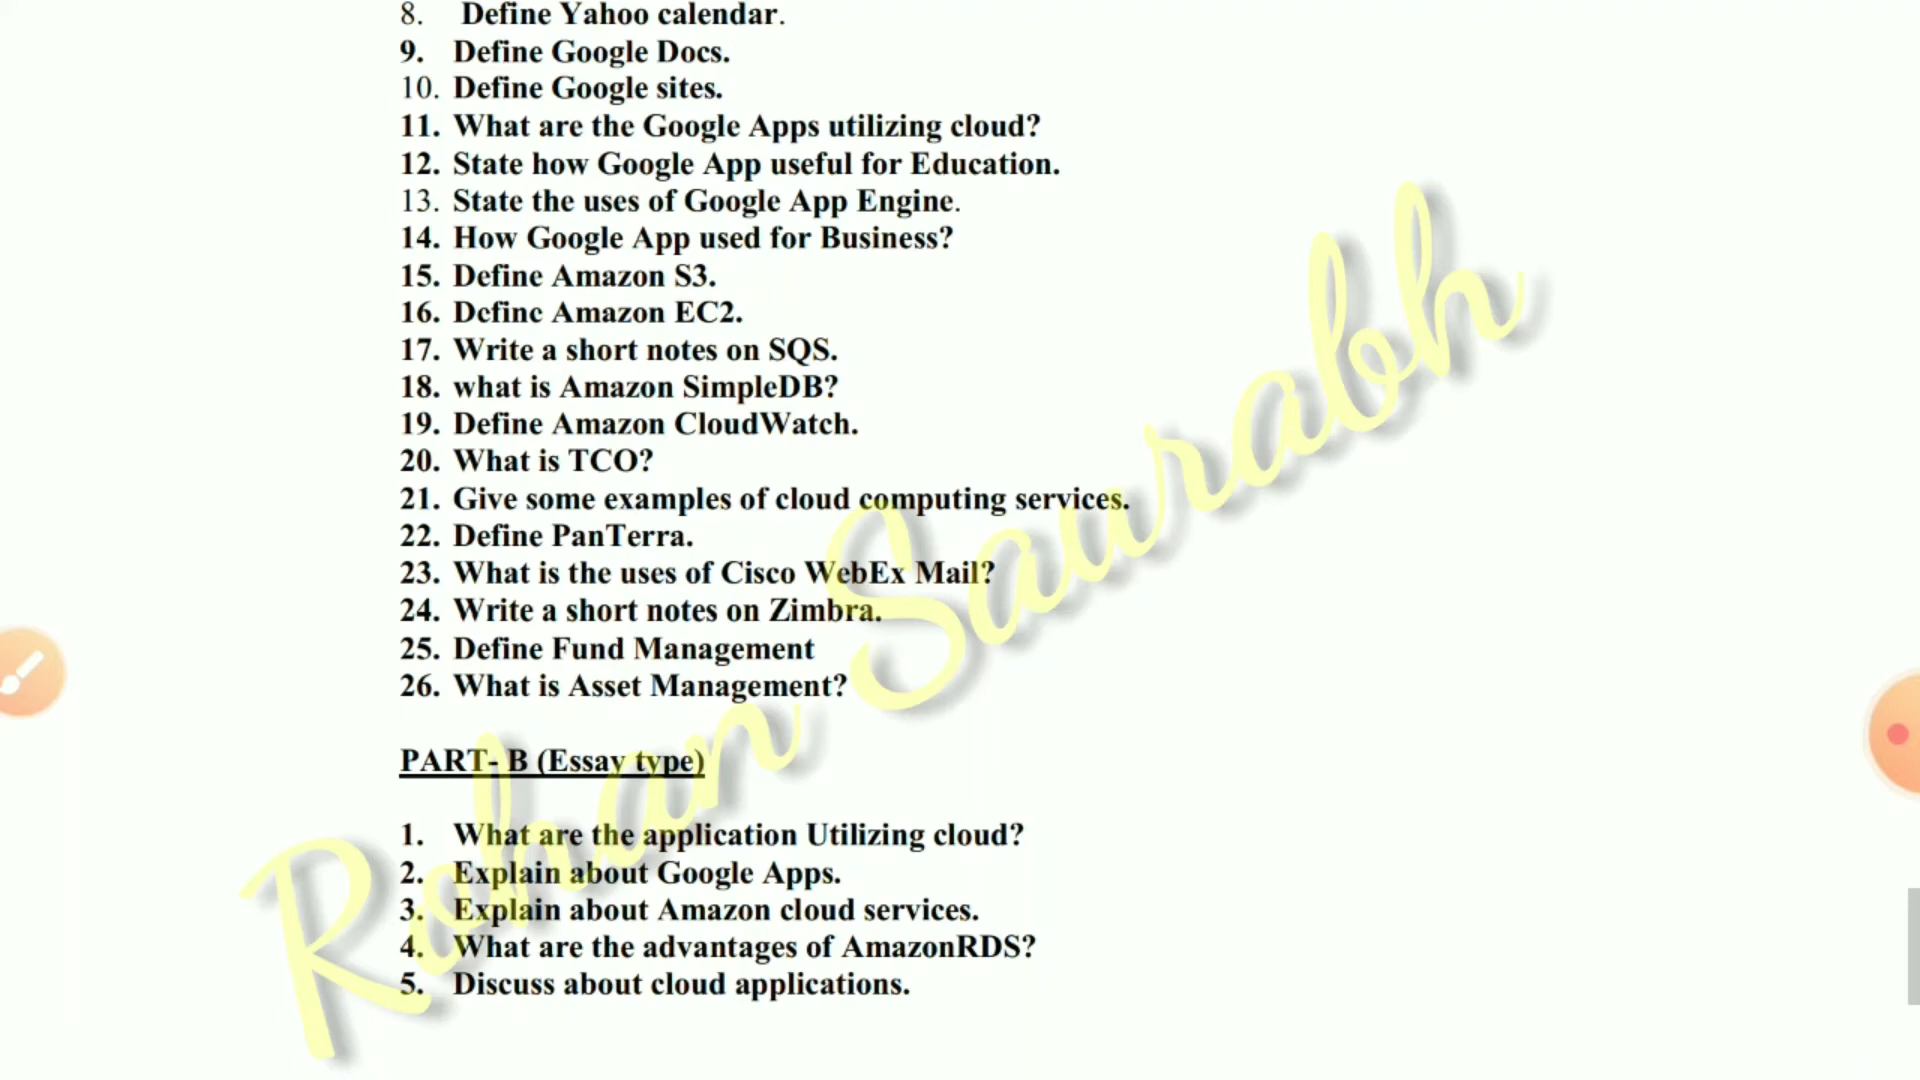 8. Define Yahoo calendar.
9. Define Google Docs.
10. Define Google sites.
11. What are the Google Apps utilizing cloud?
12. State how Google App useful for Education.
13. State the uses of Google App Engine.
14. How Google App used for Business?
15. Define Amazon S3.
16. Define Amazon EC2.
17. Write a short notes on SQS.
18. what is Amazon SimpleDB?
19. Define Amazon CloudWatch.
20. What is TCO?
21. Give some examples of cloud computing services.
22. Define PanTerra.
23. What is the uses of Cisco WebEx Mail?
24. Write a short notes on Zimbra.
25. Define Fund Management
26. What is Asset Management?
PART- B (Essay type)
1. What are the application Utilizing cloud?
2. Explain about Google Apps.
3. Explain about Amazon cloud services.
4. What are the advantages of AmazonRDS?
5. Discuss about cloud applications.
Rohan Saurabh